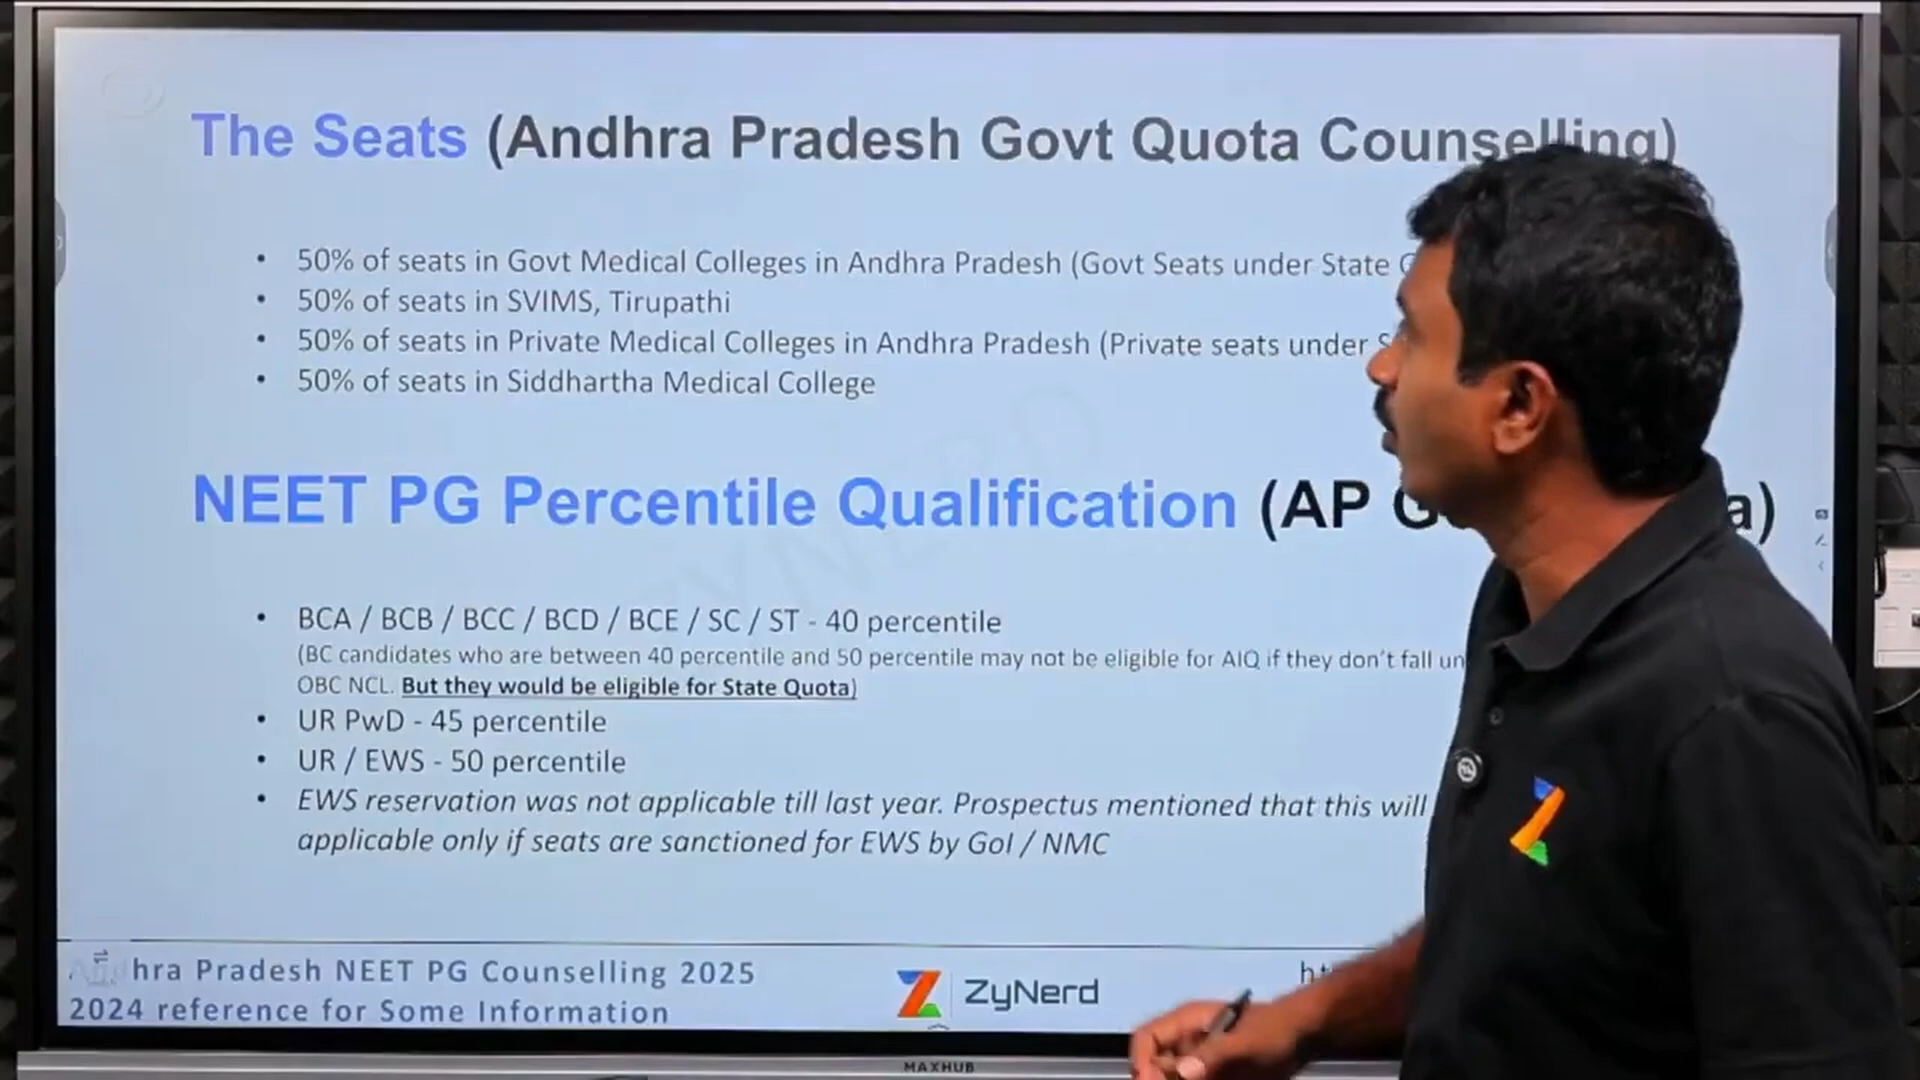 The Seats (Andhra Pradesh Govt Quota Counselling)
• 50% of seats in Govt Medical Colleges in Andhra Pradesh (Govt Seats under State
• 50% of seats in SVIMS, Tirupathi
• 50% of seats in Private Medical Colleges in Andhra Pradesh (Private seats under
• 50% of seats in Siddhartha Medical College
ZYNERD
NEET PG Percentile Qualification (AP
• BCA / BCB / BCC / BCD / BCE / SC / ST - 40 percentile
(BC candidates who are between 40 percentile and 50 percentile may not be eligible for AIQ if they don't fall
OBC NCL. But they would be eligible for State Quota)
• UR PwD - 45 percentile
• UR / EWS - 50 percentile
• EWS reservation was not applicable till last year. Prospectus mentioned that this will
applicable only if seats are sanctioned for EWS by GoI / NMC
Andhra Pradesh NEET PG Counselling 2025
2024 reference for Some Information
ZyNerd
MAXHUB